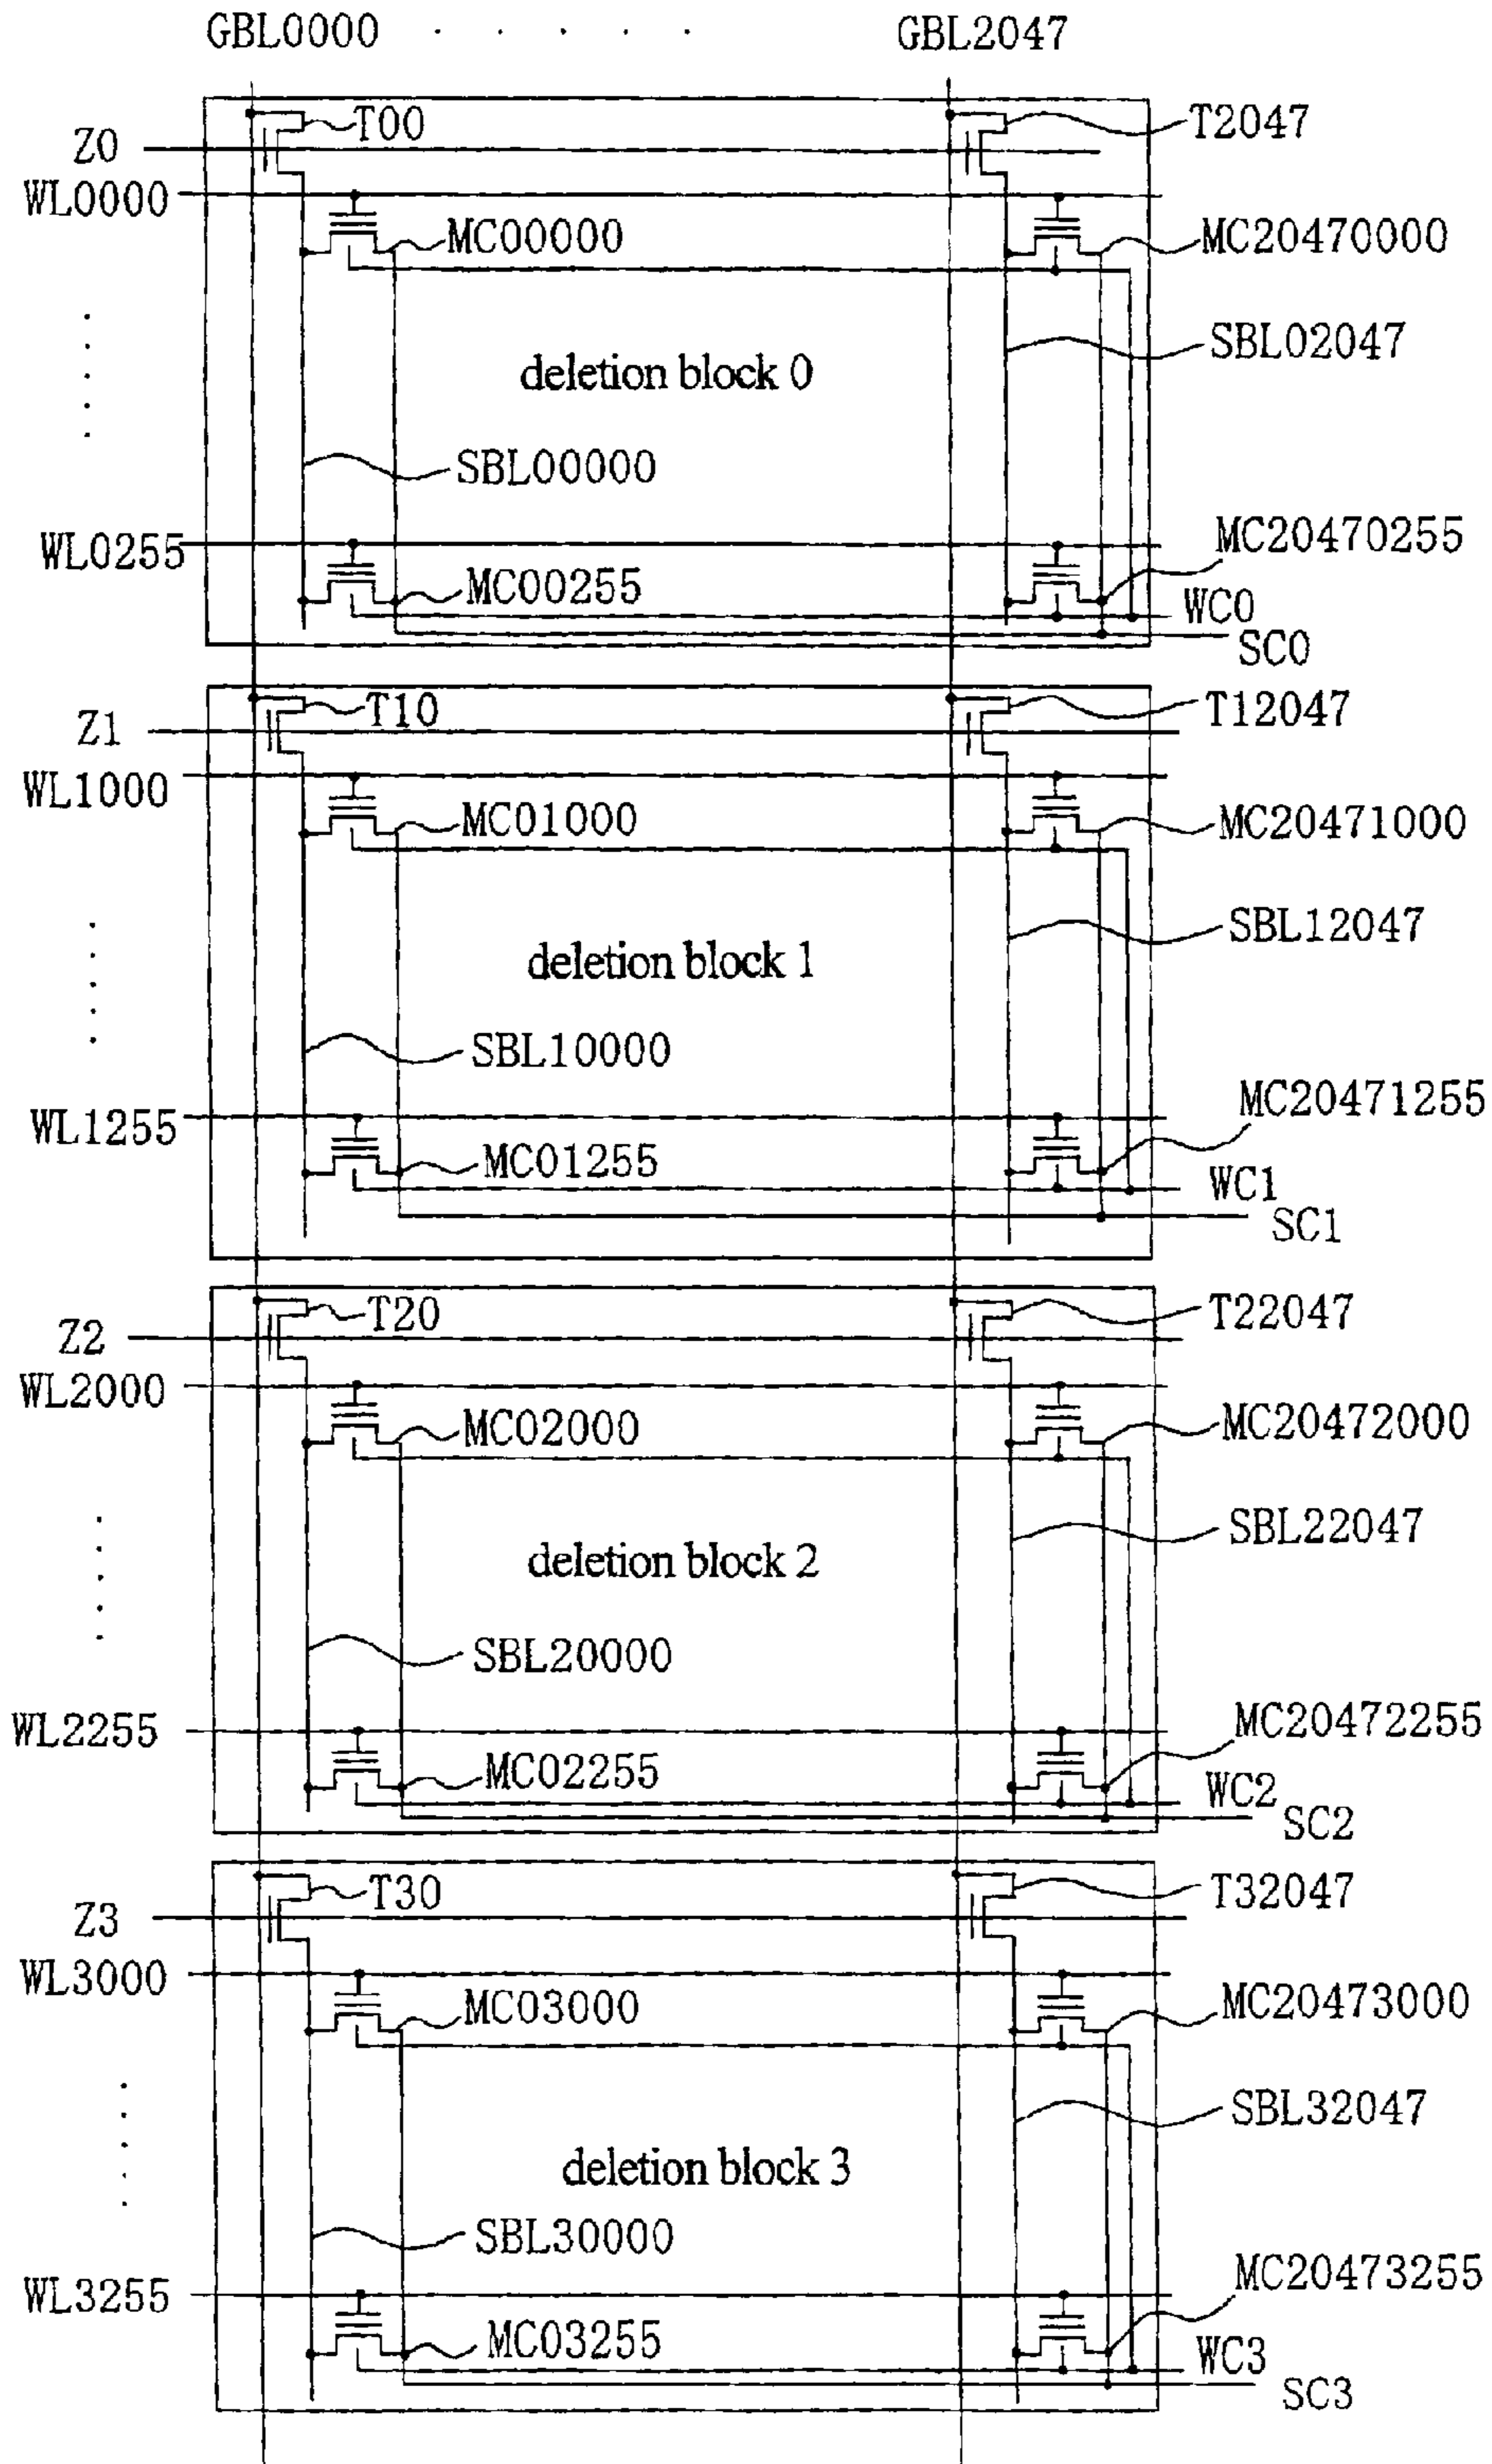 GBL0000 . . . . . GBL2047
T00
T2047
Z0
WL0000
MC00000
MC20470000
SBL02047
deletion block 0
SBL00000
WL0255
MC20470255
MC00255
WC0
SC0
T10
T12047
Z1
WL1000
MC01000
MC20471000
SBL12047
deletion block 1
SBL10000
MC20471255
WL1255
MC01255
WC1
SC1
T20
T22047
Z2
WL2000
MC02000
MC20472000
SBL22047
deletion block 2
SBL20000
MC20472255
WL2255
MC02255
WC2
SC2
T30
T32047
Z3
WL3000
MC03000
MC20473000
SBL32047
deletion block 3
SBL30000
MC20473255
WL3255
MC03255
WC3
SC3